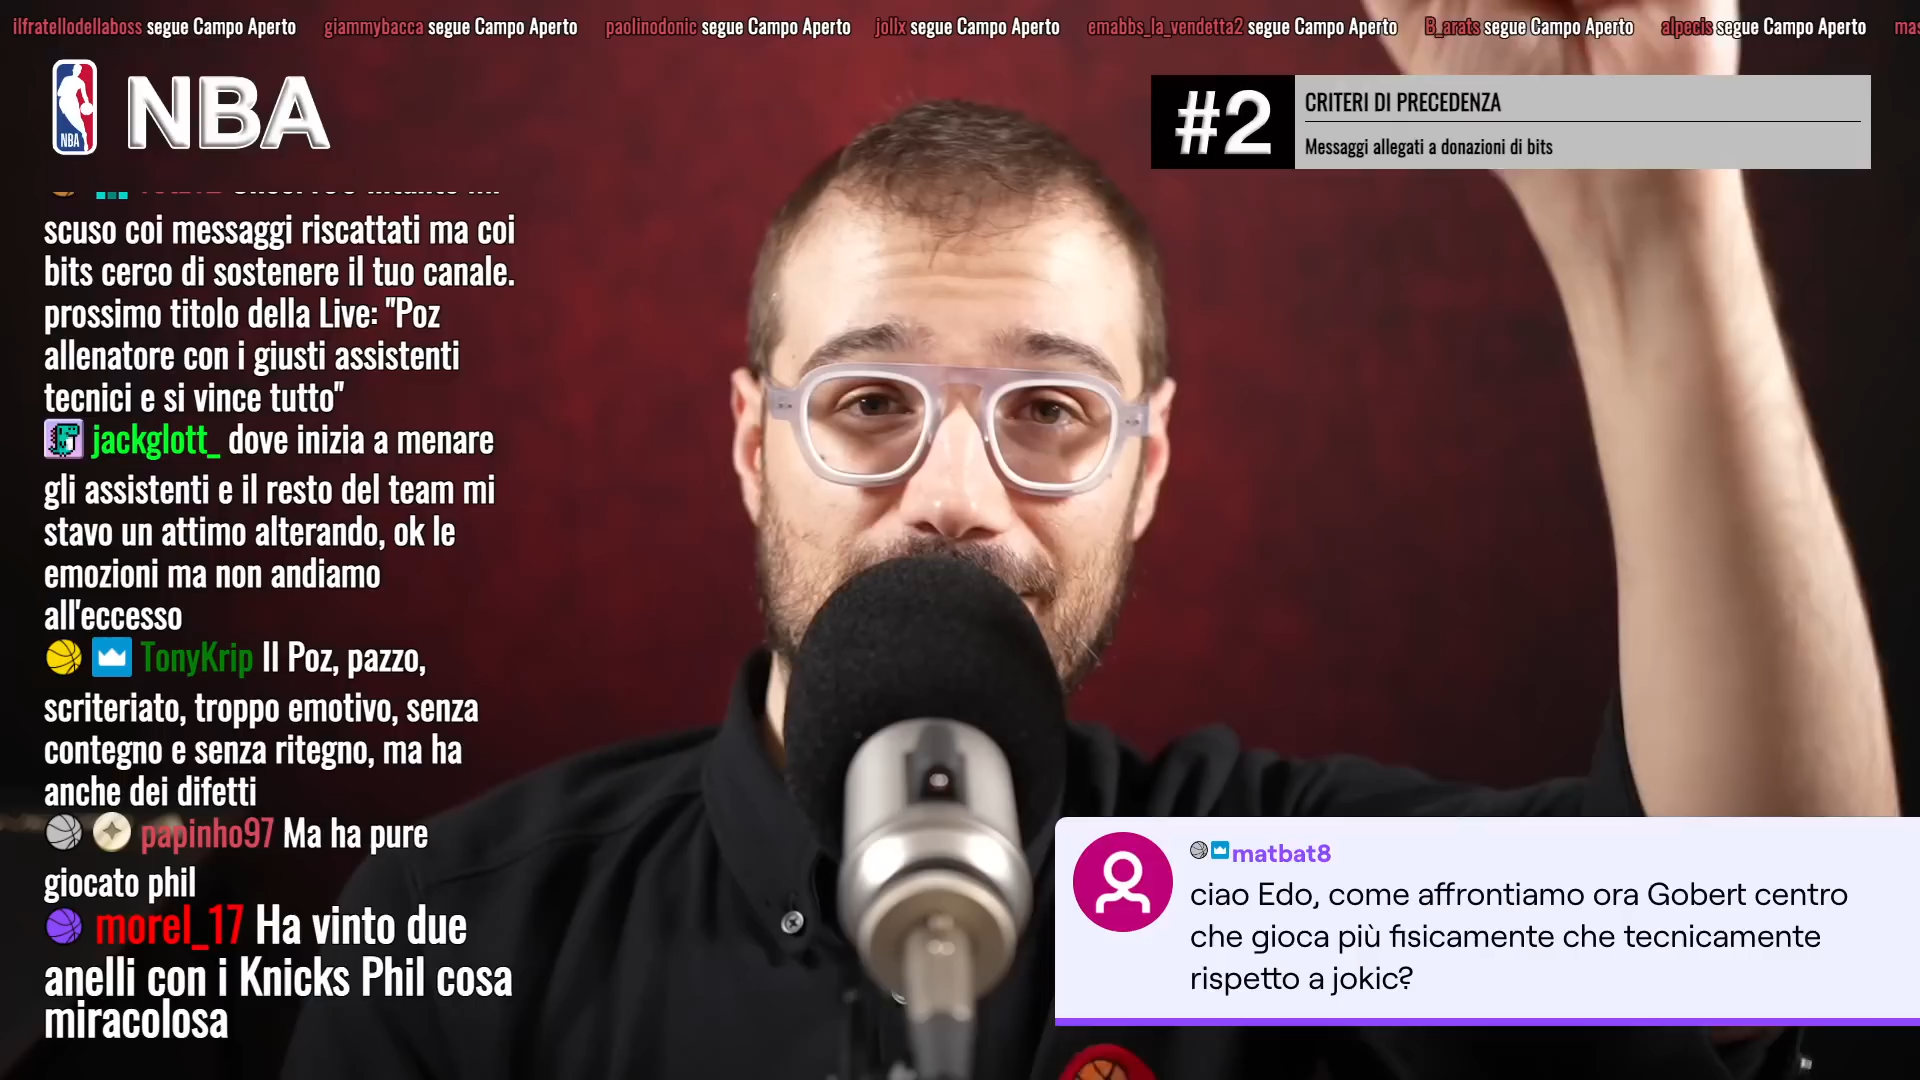 ilfratellodellaboss segue Campo Aperto giammybacca segue Campo Aperto paolinodonic segue Campo Aperto jollx segue Campo Aperto emabbs_la_vendetta2 segue Campo Aperto B_arats segue Campo Aperto alpecis segue Campo Aperto
NBA
NBA
#2
CRITERI DI PRECEDENZA
Messaggi allegati a donazioni di bits
scuso coi messaggi riscattati ma coi
bits cerco di sostenere il tuo canale.
prossimo titolo della Live: "Poz
allenatore con i giusti assistenti
tecnici e si vince tutto"
jackglott_ dove inizia a menare
gli assistenti e il resto del team mi
stavo un attimo alterando, ok le
emozioni ma non andiamo
all'eccesso
TonyKrip Il Poz, pazzo,
scriteriato, troppo emotivo, senza
contegno e senza ritegno, ma ha
anche dei difetti
papinho97 Ma ha pure
giocato phil
morel_17 Ha vinto due
anelli con i Knicks Phil cosa
miracolosa
matbat8
ciao Edo, come affrontiamo ora Gobert centro
che gioca più fisicamente che tecnicamente
rispetto a jokic?